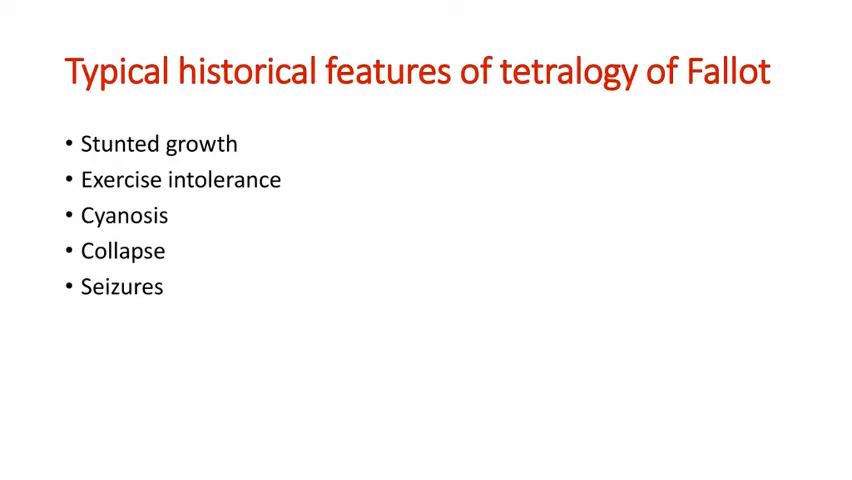 Typical historical features of tetralogy of Fallot
• Stunted growth
• Exercise intolerance
• Cyanosis
• Collapse
• Seizures